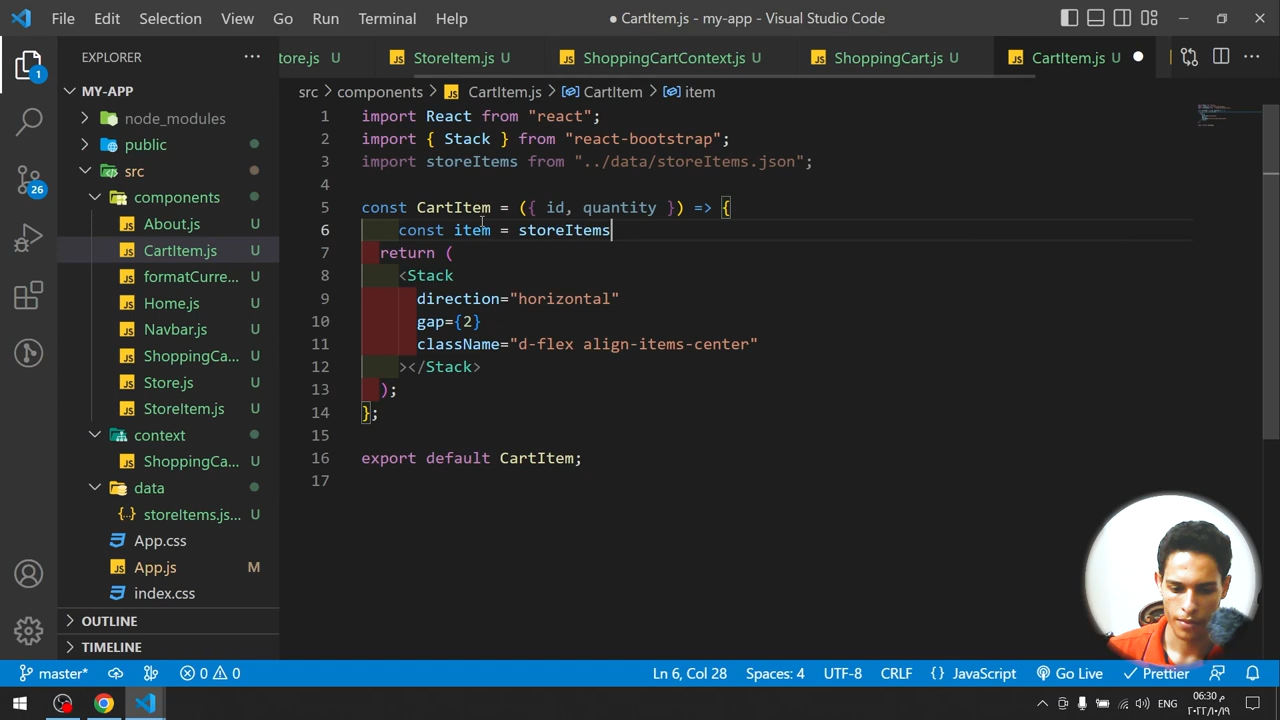 File Edit Selection View Go Run Terminal Help
● CartItem.js - my-app - Visual Studio Code
EXPLORER
tore.js U
StoreItem.js U
ShoppingCartContext.js U
ShoppingCart.js U
CartItem.js U
1
MY-APP
src > components > CartItem.js > CartItem > item
node_modules
public
src
components
About.js U
CartItem.js U
formatCurre... U
Home.js U
Navbar.js U
ShoppingCa... U
Store.js U
StoreItem.js U
context
ShoppingCa... U
data
storeItems.js... U
App.css
App.js M
index.css
OUTLINE
TIMELINE
26
1 import React from "react";
2 import { Stack } from "react-bootstrap";
3 import storeItems from "../data/storeItems.json";
4
5 const CartItem = ({ id, quantity }) => {
6 const item = storeItems
7 return (
8 <Stack
9 direction="horizontal"
10 gap={2}
11 className="d-flex align-items-center"
12 ></Stack>
13 );
14 };
15
16 export default CartItem;
17
master* 0 0 Ln 6, Col 28 Spaces: 4 UTF-8 CRLF {} JavaScript Go Live Prettier
ENG
06:30 م
٢٠٢٢/١٠/١٩